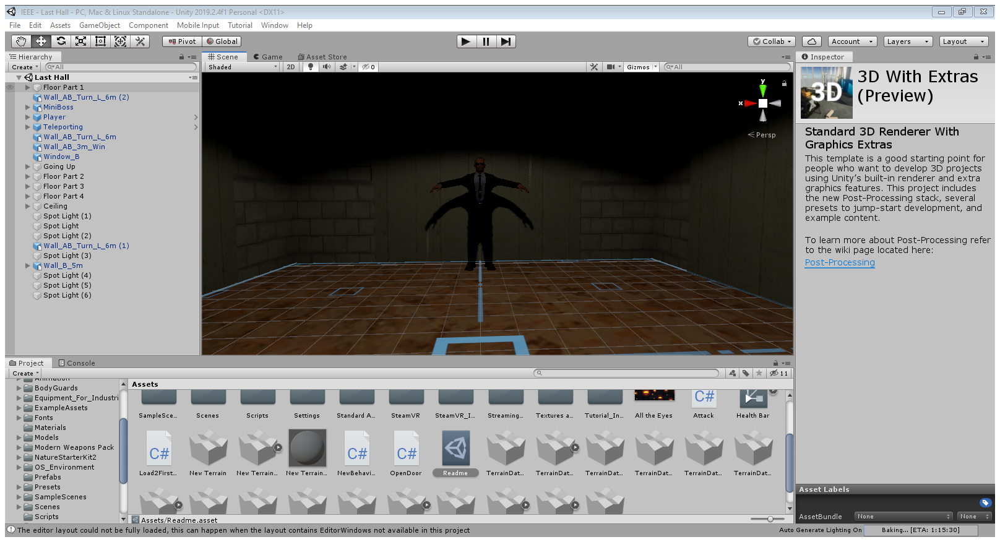 IEEE - Last Hall - PC, Mac & Linux Standalone - Unity 2019.2.4f1 Personal <DX11>
File Edit Assets GameObject Component Mobile Input Tutorial Window Help
Pivot Global Collab Account Layers Layout
Hierarchy
Create All
Last Hall
Floor Part 1
Wall_AB_Turn_L_6m (2)
MiniBoss
Player
Teleporting
Wall_AB_Turn_L_6m
Wall_AB_3m_Win
Window_B
Going Up
Floor Part 2
Floor Part 3
Floor Part 4
Ceiling
Spot Light (1)
Spot Light
Spot Light (2)
Wall_AB_Turn_L_6m (1)
Spot Light (3)
Wall_B_5m
Spot Light (4)
Spot Light (5)
Spot Light (6)
Scene Game Asset Store
Shaded 2D 0 Gizmos All
y
x
Persp
Inspector
3D
3D With Extras
(Preview)
Standard 3D Renderer With
Graphics Extras
This template is a good starting point for
people who want to develop 3D projects
using Unity's built-in renderer and extra
graphics features. This project includes
the new Post-Processing stack, several
presets to jump-start development, and
example content.
To learn more about Post-Processing refer
to the wiki page located here:
Post-Processing
Project Console
Create 11
Animation
BodyGuards
Equipment_For_Industri
ExampleAssets
Fonts
Materials
Models
Modern Weapons Pack
NatureStarterKit2
OS_Environment
Prefabs
Presets
SampleScenes
Scenes
Scripts
Assets
C#
SampleSce... Scenes Scripts Settings Standard A... SteamVR SteamVR_I... Streaming... Textures a... Tutorial_In... All the Eyes Attack Health Bar
C# C# C#
Load2First... New Terrain New Terrain... New Terrain... NewBehavi... OpenDoor Readme TerrainDat... TerrainDat... TerrainDat... TerrainDat... TerrainDat... TerrainDat...
Assets/Readme.asset
Asset Labels
AssetBundle None None
The editor layout could not be fully loaded, this can happen when the layout contains EditorWindows not available in this project
Auto Generate Lighting On Baking... [ETA: 1:15:30]